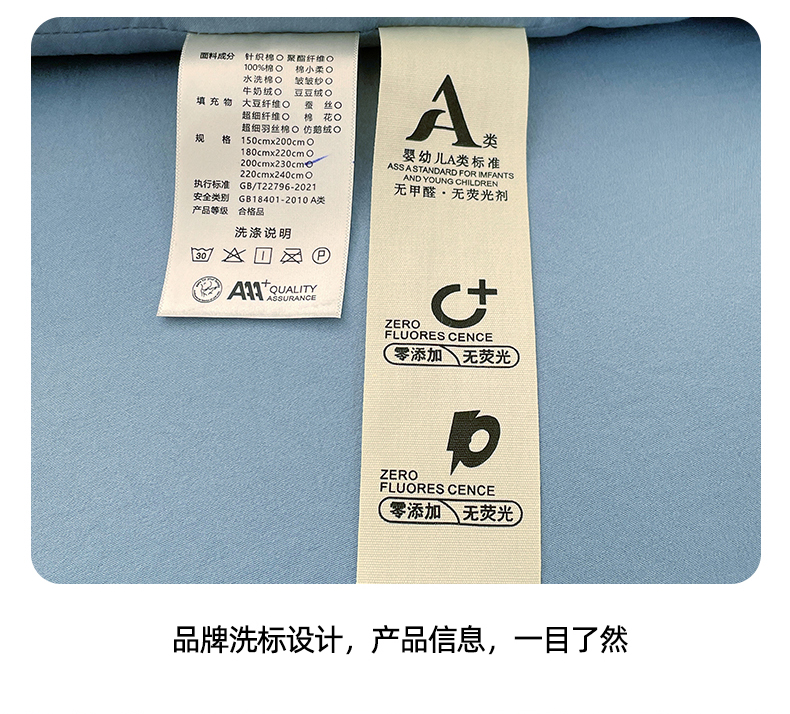 面料成分 针织棉○ 聚酯纤维○
100%棉○ 棉小柔○
水洗棉○ 皱皱纱○
牛奶绒○ 豆豆绒○
填充物 大豆纤维○ 蚕丝○
超细纤维○ 棉花○
超细羽丝棉○ 仿鹅绒○
规格 150cmx200cm○
180cmx220cm○
200cmx230cm○
220cmx240cm○
执行标准 GB/T22796-2021
安全类别 GB18401-2010 A类
产品等级 合格品
洗涤说明
30 P
AAA+ QUALITY
ASSURANCE
A类
婴幼儿A类标准
ASS A STANDARD FOR IMFANTS
AND YOUNG CHILDREN
无甲醛·无荧光剂
ZERO
FLUORES CENCE
零添加 无荧光
ZERO
FLUORES CENCE
零添加 无荧光
品牌洗标设计，产品信息，一目了然